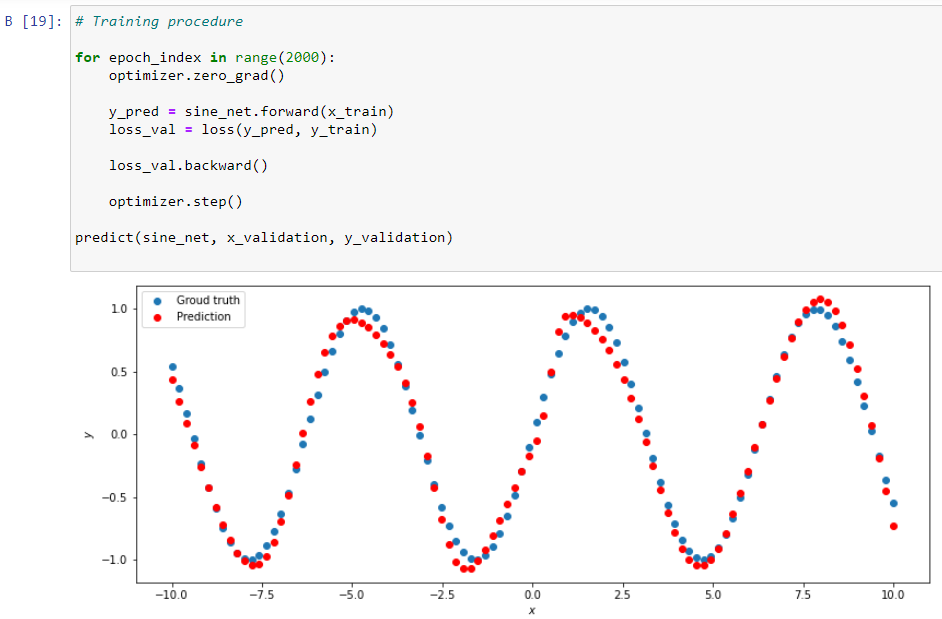 B [19]: # Training procedure
for epoch_index in range(2000):
optimizer.zero_grad()
y_pred = sine_net.forward(x_train)
loss_val = loss(y_pred, y_train)
loss_val.backward()
optimizer.step()
predict(sine_net, x_validation, y_validation)
Groud truth
Prediction
1.0
0.5
0.0
−0.5
−1.0
y
−10.0 −7.5 −5.0 −2.5 0.0 2.5 5.0 7.5 10.0
x